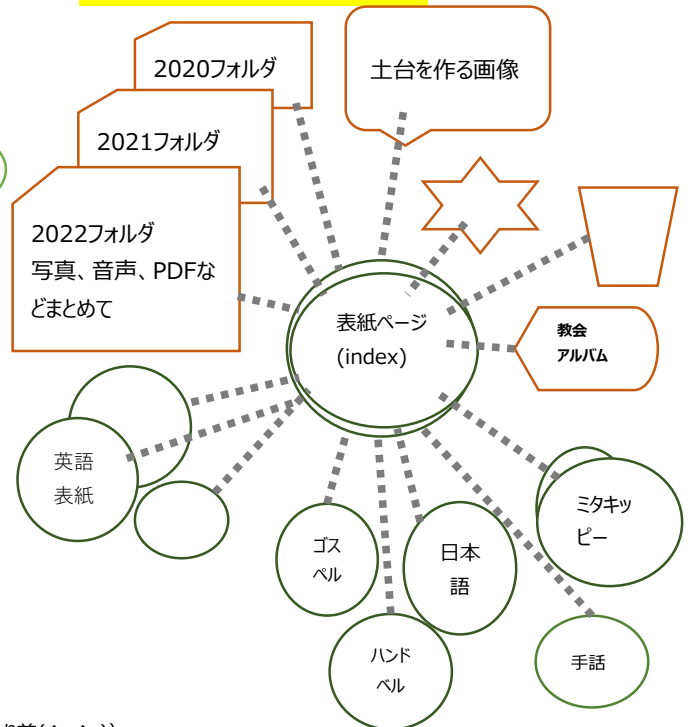 2020フォルダ
土台を作る画像
2021フォルダ
2022フォルダ
写真、音声、PDFな
どまとめて
表紙ページ
(index)
教会
アルバム
英語
表紙
ゴス
ペル
日本
語
ミタキッ
ピー
ハンド
ベル
手話